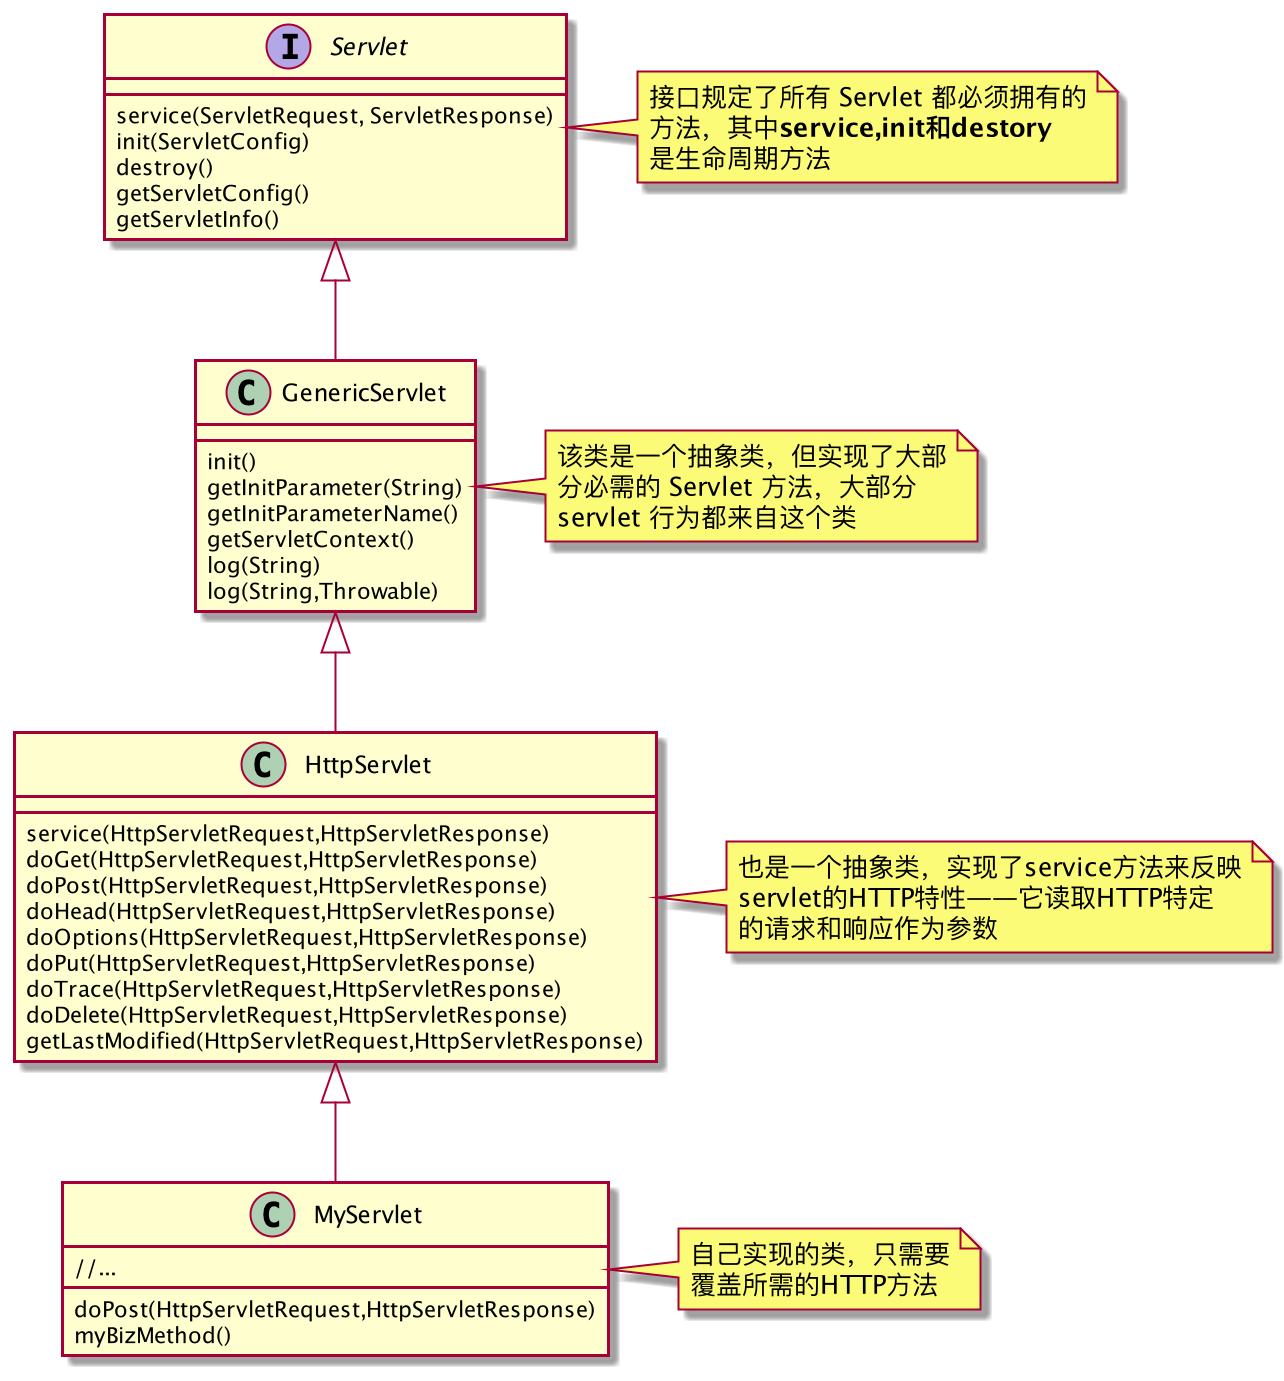 I Servlet
service(ServletRequest, ServletResponse)
init(ServletConfig)
destroy()
getServletConfig()
getServletInfo()
接口规定了所有 Servlet 都必须拥有的
方法，其中service,init和destory
是生命周期方法
C GenericServlet
init()
getInitParameter(String)
getInitParameterName()
getServletContext()
log(String)
log(String,Throwable)
该类是一个抽象类，但实现了大部
分必需的 Servlet 方法，大部分
servlet 行为都来自这个类
C HttpServlet
service(HttpServletRequest,HttpServletResponse)
doGet(HttpServletRequest,HttpServletResponse)
doPost(HttpServletRequest,HttpServletResponse)
doHead(HttpServletRequest,HttpServletResponse)
doOptions(HttpServletRequest,HttpServletResponse)
doPut(HttpServletRequest,HttpServletResponse)
doTrace(HttpServletRequest,HttpServletResponse)
doDelete(HttpServletRequest,HttpServletResponse)
getLastModified(HttpServletRequest,HttpServletResponse)
也是一个抽象类，实现了service方法来反映
servlet的HTTP特性——它读取HTTP特定
的请求和响应作为参数
C MyServlet
//...
doPost(HttpServletRequest,HttpServletResponse)
myBizMethod()
自己实现的类，只需要
覆盖所需的HTTP方法